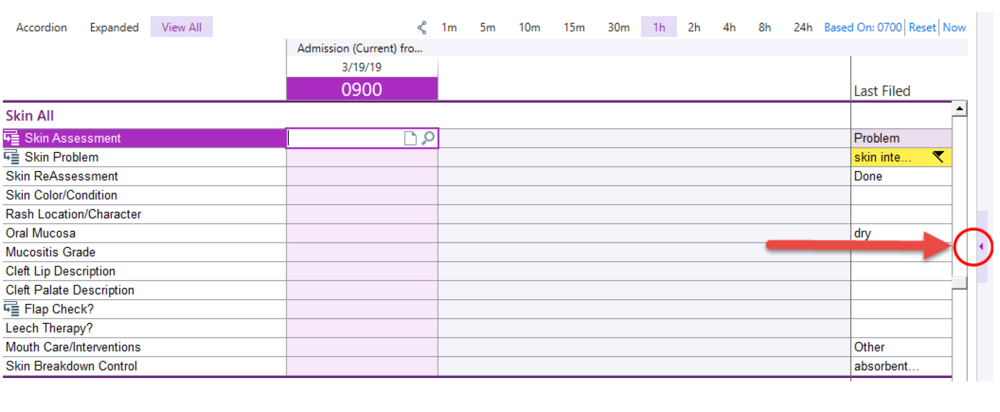 Accordion Expanded View All 1m 5m 10m 15m 30m 1h 2h 4h 8h 24h Based On: 0700 Reset Now
Admission (Current) fro...
3/19/19
0900 Last Filed
Skin All
Skin Assessment Problem
Skin Problem skin inte...
Skin ReAssessment Done
Skin Color/Condition
Rash Location/Character
Oral Mucosa dry
Mucositis Grade
Cleft Lip Description
Cleft Palate Description
Flap Check?
Leech Therapy?
Mouth Care/Interventions Other
Skin Breakdown Control absorbent...